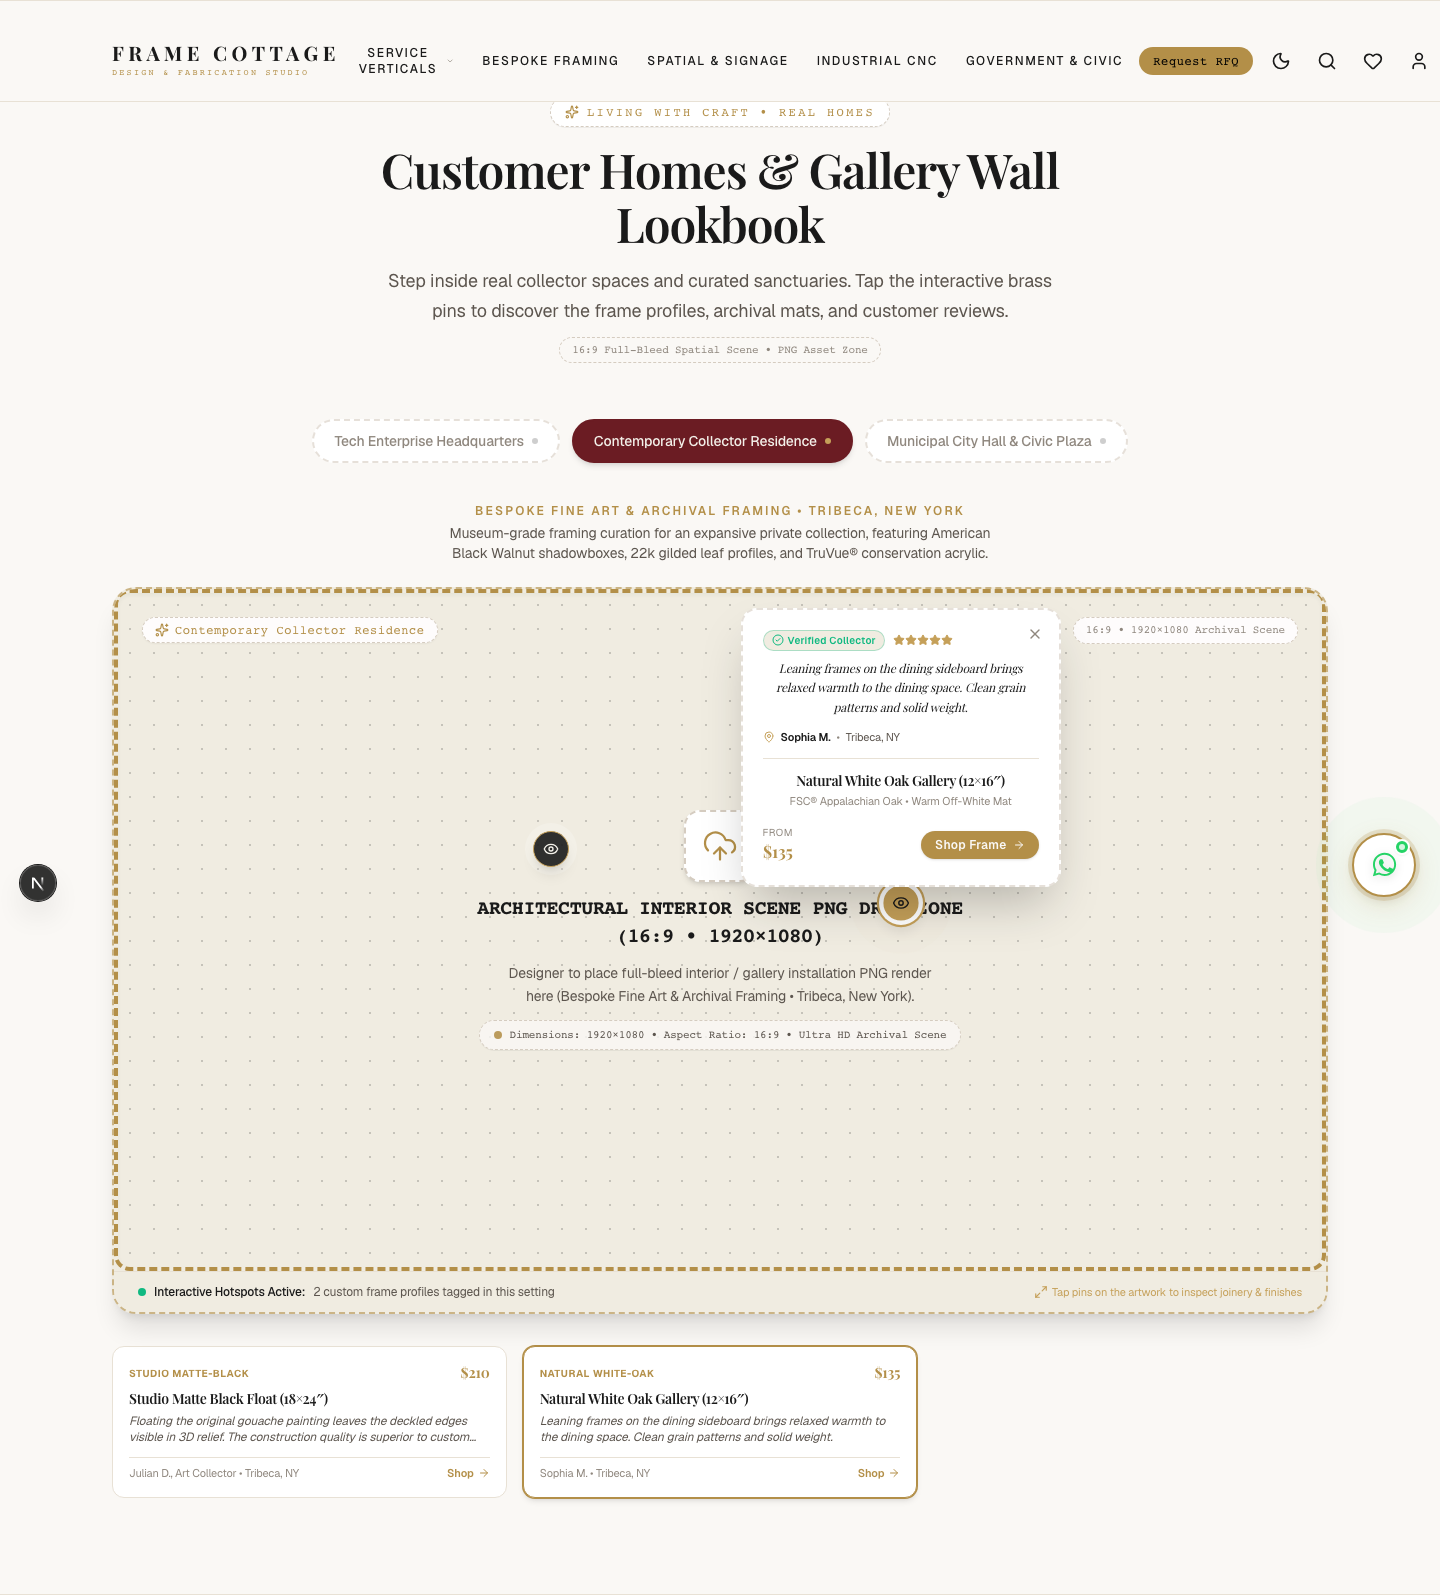 FRAME COTTAGE
DESIGN & FABRICATION STUDIO
SERVICE
VERTICALS
BESPOKE FRAMING
SPATIAL & SIGNAGE
INDUSTRIAL CNC
GOVERNMENT & CIVIC
Request RFQ
LIVING WITH CRAFT • REAL HOMES
Customer Homes & Gallery Wall
Lookbook
Step inside real collector spaces and curated sanctuaries. Tap the interactive brass
pins to discover the frame profiles, archival mats, and customer reviews.
16:9 Full-Bleed Spatial Scene • PNG Asset Zone
Tech Enterprise Headquarters
Contemporary Collector Residence
Municipal City Hall & Civic Plaza
BESPOKE FINE ART & ARCHIVAL FRAMING • TRIBECA, NEW YORK
Museum-grade framing curation for an expansive private collection, featuring American
Black Walnut shadowboxes, 22k gilded leaf profiles, and TruVue® conservation acrylic.
Contemporary Collector Residence
16:9 • 1920×1080 Archival Scene
Verified Collector
Leaning frames on the dining sideboard brings
relaxed warmth to the dining space. Clean grain
patterns and solid weight.
Sophia M. • Tribeca, NY
Natural White Oak Gallery (12×16″)
FSC® Appalachian Oak • Warm Off-White Mat
FROM
$135
Shop Frame →
ARCHITECTURAL INTERIOR SCENE PNG DR ZONE
(16:9 • 1920×1080)
Designer to place full-bleed interior / gallery installation PNG render
here (Bespoke Fine Art & Archival Framing • Tribeca, New York).
Dimensions: 1920×1080 • Aspect Ratio: 16:9 • Ultra HD Archival Scene
N
Interactive Hotspots Active: 2 custom frame profiles tagged in this setting
Tap pins on the artwork to inspect joinery & finishes
STUDIO MATTE-BLACK
$210
Studio Matte Black Float (18×24″)
Floating the original gouache painting leaves the deckled edges
visible in 3D relief. The construction quality is superior to custom...
Julian D., Art Collector • Tribeca, NY
Shop →
NATURAL WHITE-OAK
$135
Natural White Oak Gallery (12×16″)
Leaning frames on the dining sideboard brings relaxed warmth to
the dining space. Clean grain patterns and solid weight.
Sophia M. • Tribeca, NY
Shop →